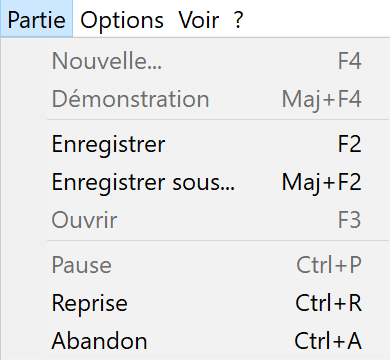 Partie Options Voir ?
Nouvelle... F4
Démonstration Maj+F4
Enregistrer F2
Enregistrer sous... Maj+F2
Ouvrir F3
Pause Ctrl+P
Reprise Ctrl+R
Abandon Ctrl+A